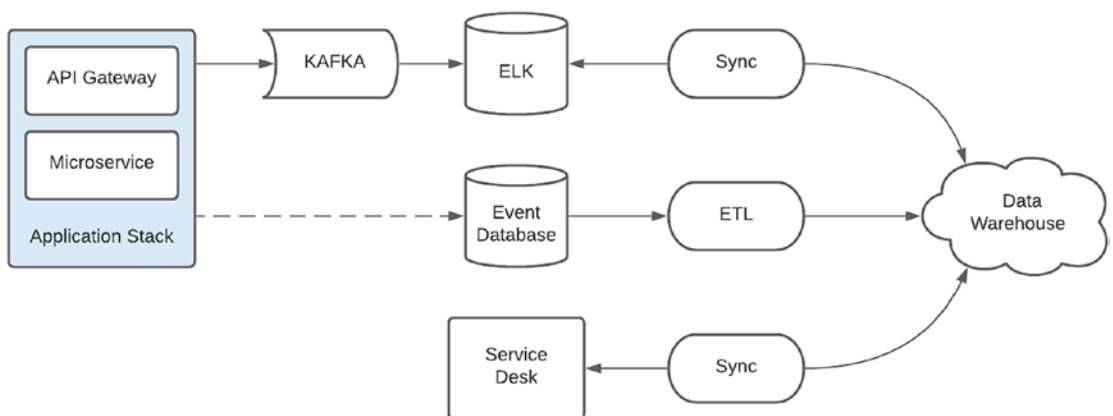 API Gateway
KAFKA
ELK
Sync
Microservice
Application Stack
Event
Database
ETL
Data
Warehouse
Service
Desk
Sync